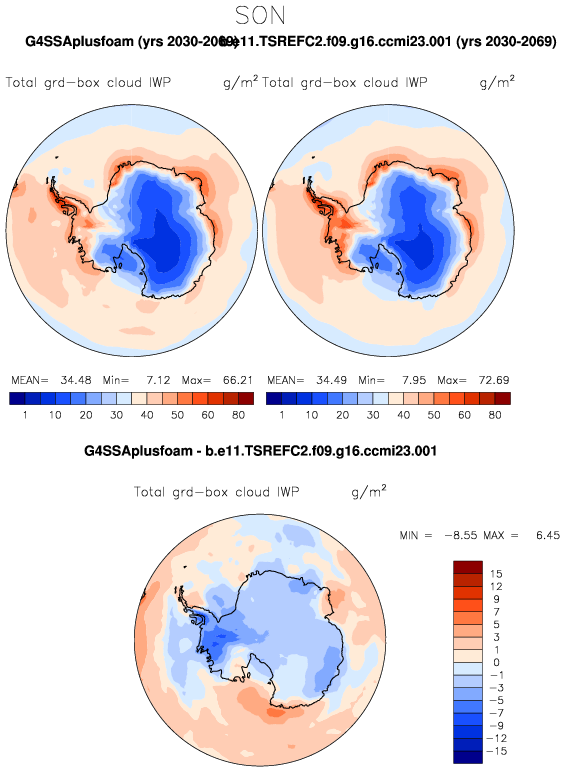 SON
G4SSAplusfoam (yrs 2030-2069) b.e11.TSREFC2.f09.g16.ccmi23.001 (yrs 2030-2069)
Total grd-box cloud IWP g/m² Total grd-box cloud IWP g/m²
MEAN= 34.48 Min= 7.12 Max= 66.21 MEAN= 34.49 Min= 7.95 Max= 72.69
1 10 20 30 40 50 60 80 1 10 20 30 40 50 60 80
G4SSAplusfoam - b.e11.TSREFC2.f09.g16.ccmi23.001
Total grd-box cloud IWP g/m²
MIN = -8.55 MAX = 6.45
15
12
9
7
5
3
1
0
-1
-3
-5
-7
-9
-12
-15